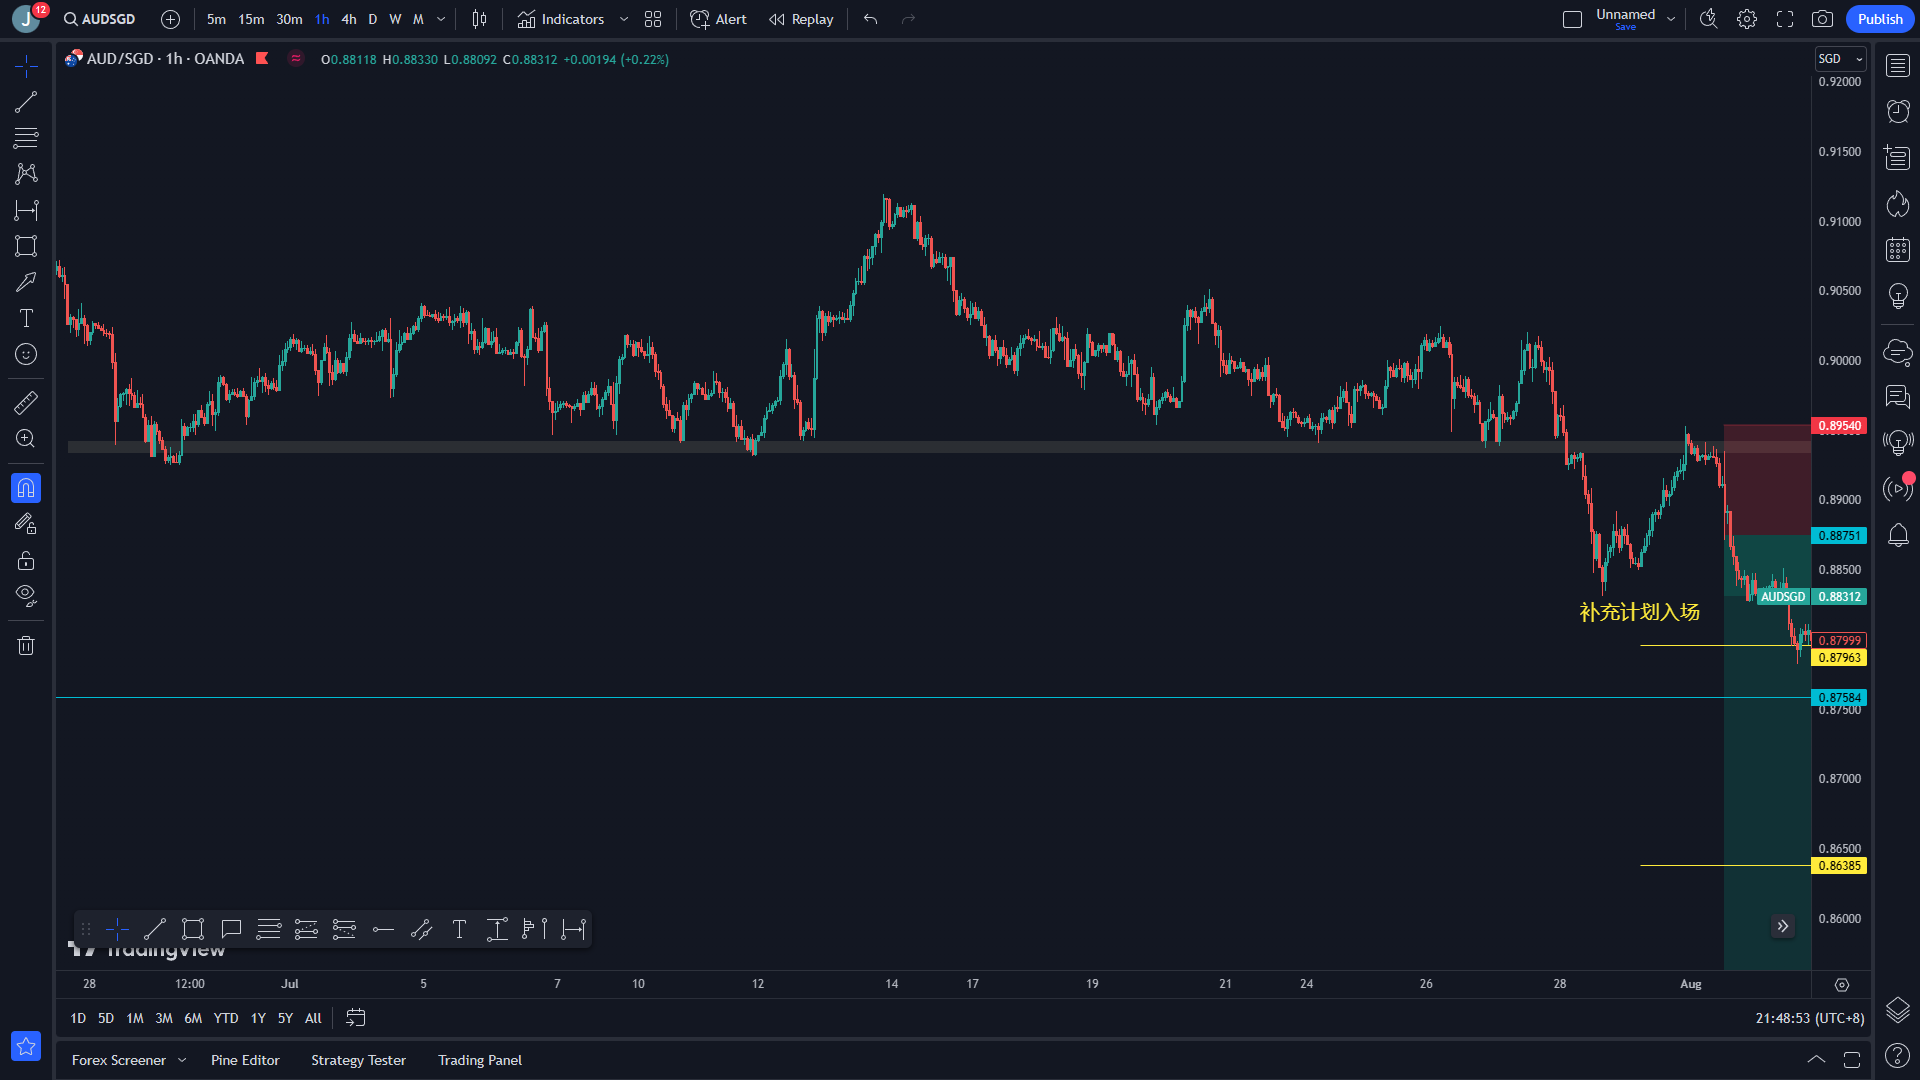 J 12 AUDSGD 5m 15m 30m 1h 4h D W M Indicators Alert Replay Unnamed Save Publish
AUD/SGD · 1h · OANDA O0.88118 H0.88330 L0.88092 C0.88312 +0.00194 (+0.22%)
SGD
0.92000
0.91500
0.91000
0.90500
0.90000
0.89540
0.89000
0.88751
0.88500
AUDSGD 0.88312
补充计划入场
0.87999
0.87963
0.87584
0.87500
0.87000
0.86500
0.86385
0.86000
TradingView
28 12:00 Jul 5 7 10 12 14 17 19 21 24 26 28 Aug
1D 5D 1M 3M 6M YTD 1Y 5Y All 21:48:53 (UTC+8)
Forex Screener Pine Editor Strategy Tester Trading Panel